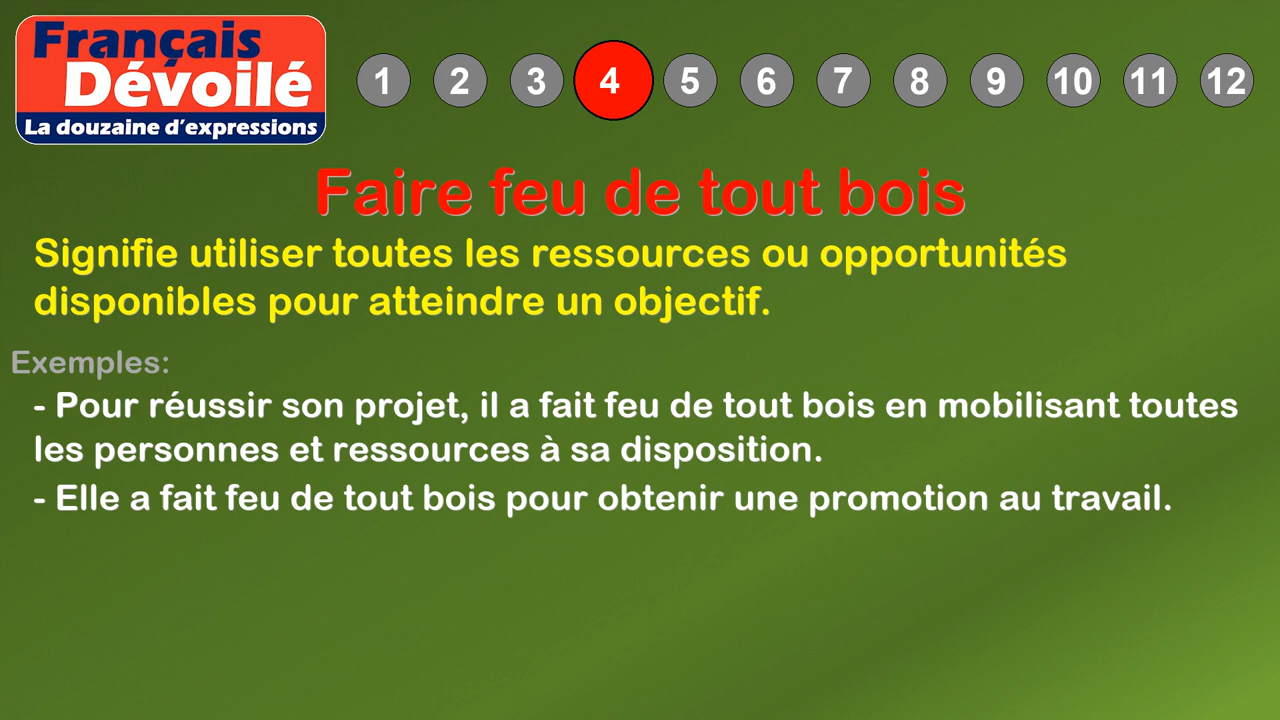 Français
Dévoilé
La douzaine d'expressions
1 2 3 4 5 6 7 8 9 10 11 12
Faire feu de tout bois
Signifie utiliser toutes les ressources ou opportunités
disponibles pour atteindre un objectif.
Exemples:
- Pour réussir son projet, il a fait feu de tout bois en mobilisant toutes
les personnes et ressources à sa disposition.
- Elle a fait feu de tout bois pour obtenir une promotion au travail.